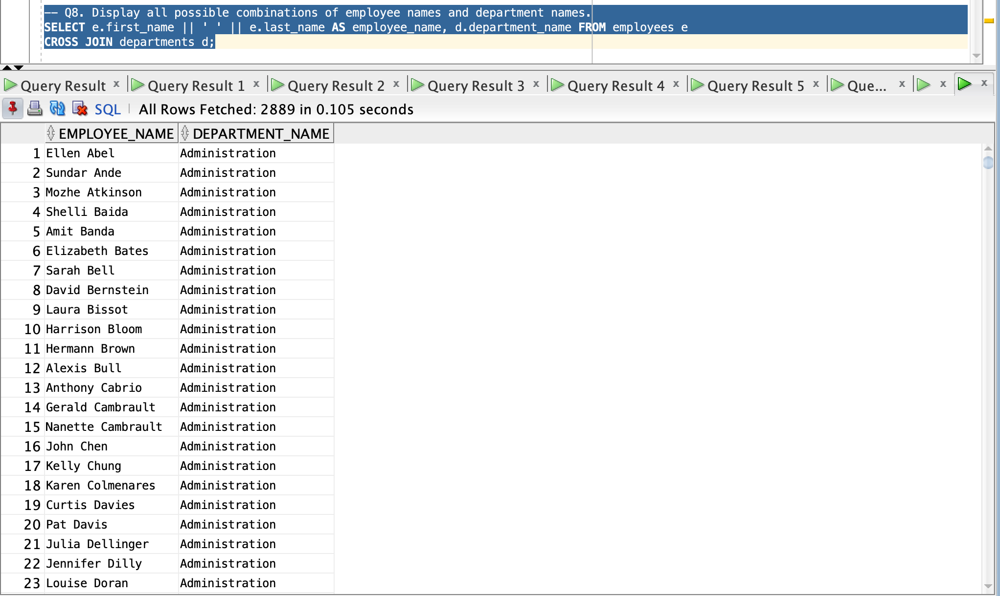 -- Q8. Display all possible combinations of employee names and department names.
SELECT e.first_name || ' ' || e.last_name AS employee_name, d.department_name FROM employees e
CROSS JOIN departments d;
Query Result x Query Result 1 x Query Result 2 x Query Result 3 x Query Result 4 x Query Result 5 x Que... x x x
SQL All Rows Fetched: 2889 in 0.105 seconds
EMPLOYEE_NAME DEPARTMENT_NAME
1 Ellen Abel Administration
2 Sundar Ande Administration
3 Mozhe Atkinson Administration
4 Shelli Baida Administration
5 Amit Banda Administration
6 Elizabeth Bates Administration
7 Sarah Bell Administration
8 David Bernstein Administration
9 Laura Bissot Administration
10 Harrison Bloom Administration
11 Hermann Brown Administration
12 Alexis Bull Administration
13 Anthony Cabrio Administration
14 Gerald Cambrault Administration
15 Nanette Cambrault Administration
16 John Chen Administration
17 Kelly Chung Administration
18 Karen Colmenares Administration
19 Curtis Davies Administration
20 Pat Davis Administration
21 Julia Dellinger Administration
22 Jennifer Dilly Administration
23 Louise Doran Administration